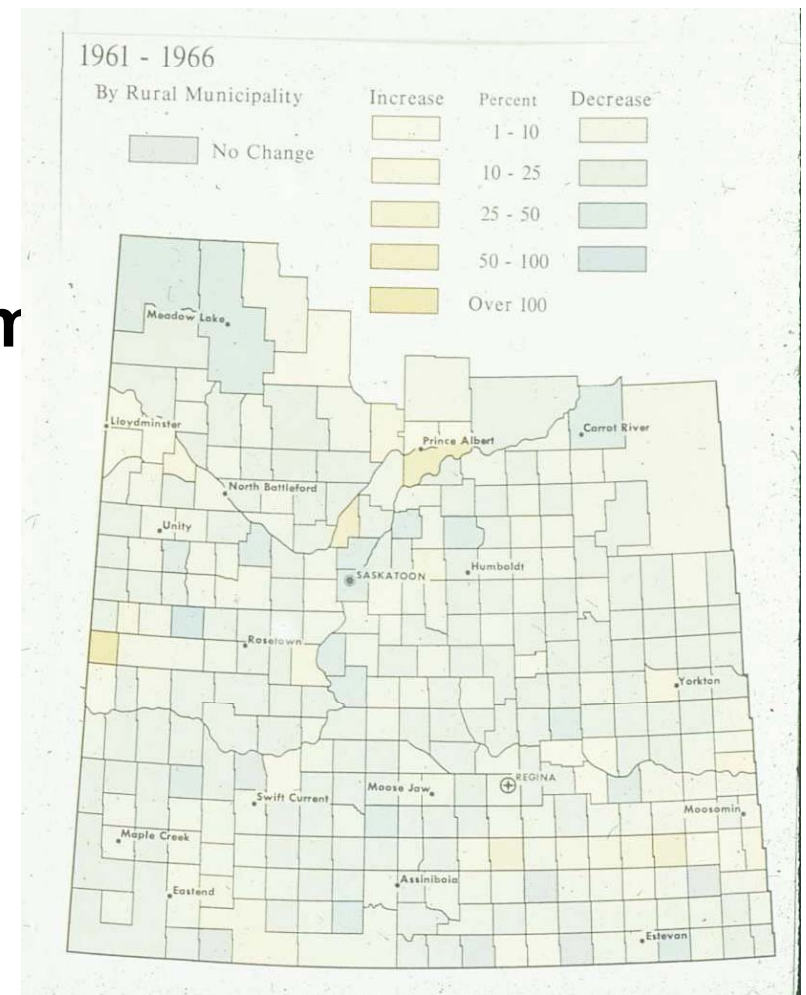 1961 - 1966
By Rural Municipality
No Change
Increase Percent Decrease
1 - 10
10 - 25
25 - 50
50 - 100
Over 100
m
Meadow Lake
Lloydminster
Prince Albert
Carrot River
North Battleford
Unity
SASKATOON
Humboldt
Rosetown
Yorkton
REGINA
Moose Jaw
Swift Current
Moosomin
Maple Creek
Assiniboia
Eastend
Estevan